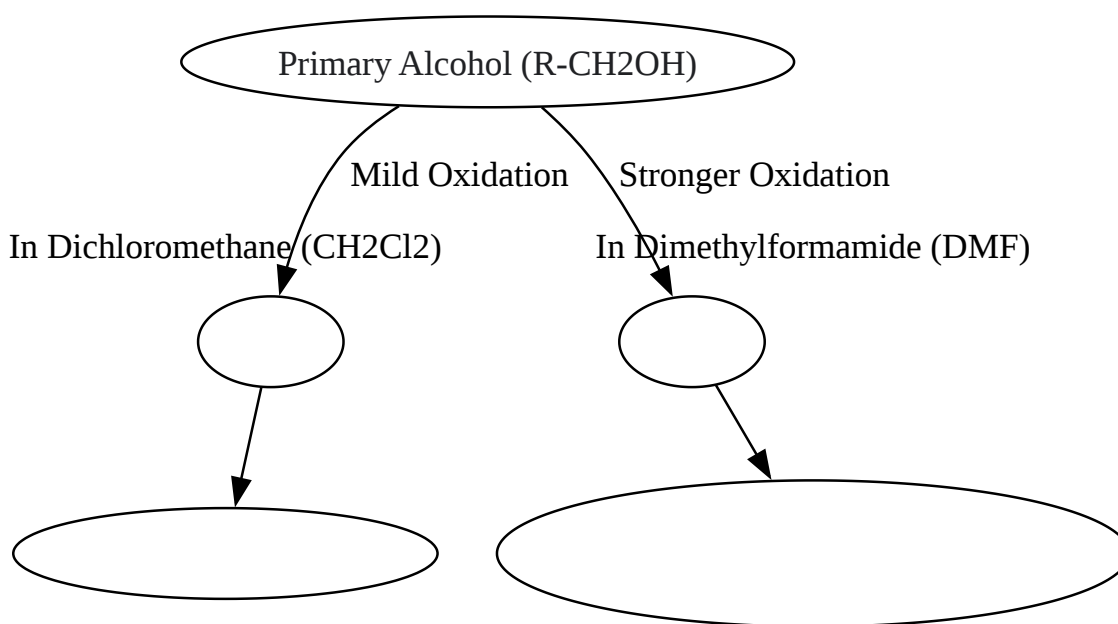 Primary Alcohol (R-CH2OH)
Mild Oxidation
Stronger Oxidation
In Dichloromethane (CH2Cl2)
In Dimethylformamide (DMF)